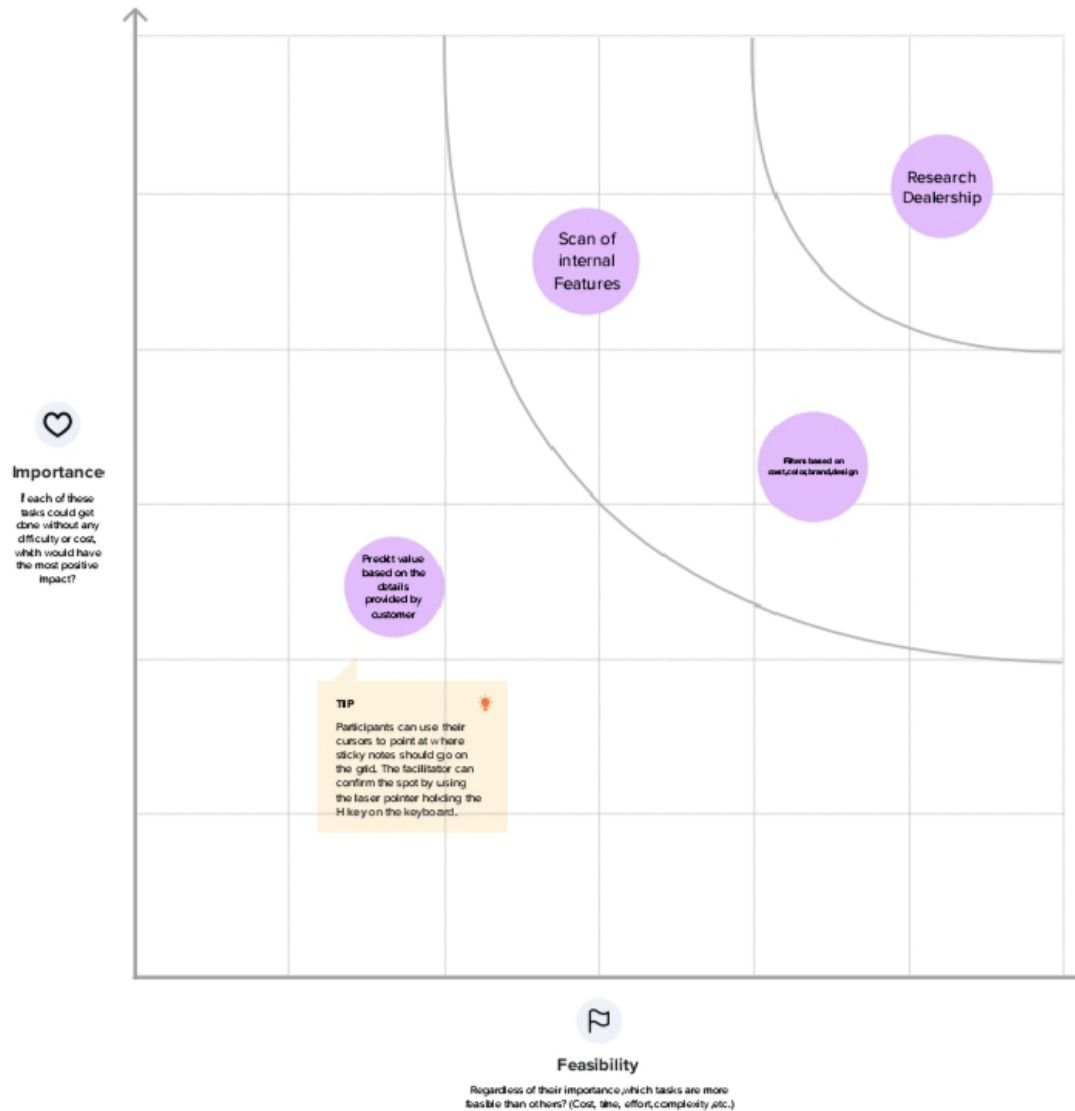 Research
Dealership
Scan of
internal
Features
Filters based on
cost,color,brand,design
Importance
If each of these
tasks could get
done without any
difficulty or cost,
which would have
the most positive
impact?
Predict value
based on the
details
provided by
customer
TIP
Participants can use their
cursors to point at where
sticky notes should go on
the grid. The facilitator can
confirm the spot by using
the laser pointer holding the
H key on the keyboard.
Feasibility
Regardless of their importance, which tasks are more
feasible than others? (Cost, time, effort, complexity, etc.)